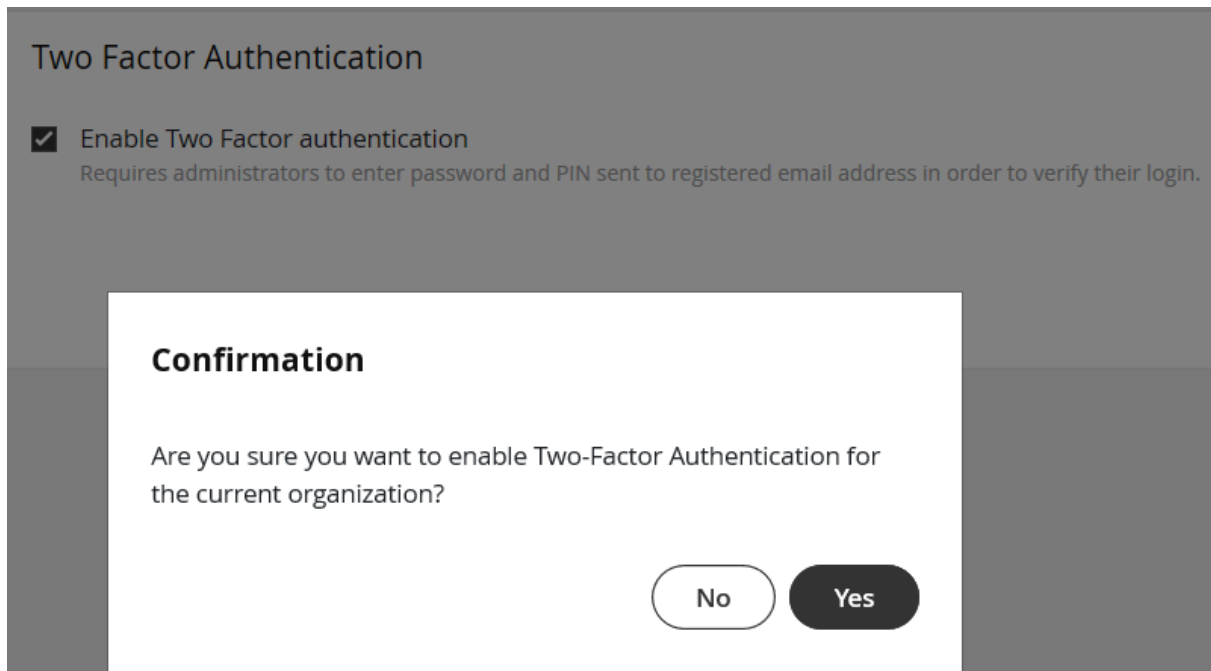 Two Factor Authentication
Enable Two Factor authentication
Requires administrators to enter password and PIN sent to registered email address in order to verify their login.
Confirmation
Are you sure you want to enable Two-Factor Authentication for
the current organization?
No Yes